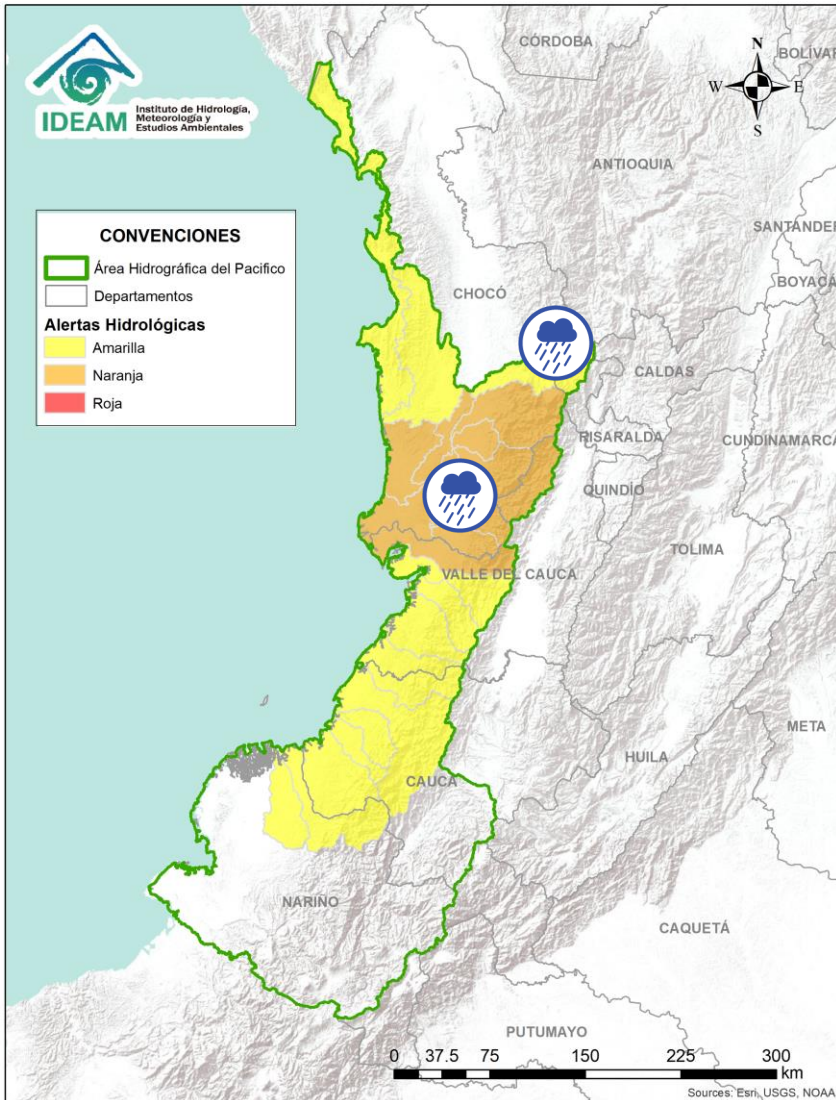 IDEAM
Instituto de Hidrología,
Meteorología y
Estudios Ambientales
CÓRDOBA
BOLÍVAR
N
W
E
S
ANTIOQUIA
SANTANDER
BOYACÁ
CONVENCIONES
Área Hidrográfica del Pacifico
Departamentos
Alertas Hidrológicas
Amarilla
Naranja
Roja
CHOCÓ
CALDAS
RISARALDA
CUNDINAMARCA
QUINDÍO
TOLIMA
VALLE DEL CAUCA
META
HUILA
CAUCA
NARIÑO
CAQUETÁ
PUTUMAYO
0 37.5 75 150 225 300
km
Sources: Esri, USGS, NOAA